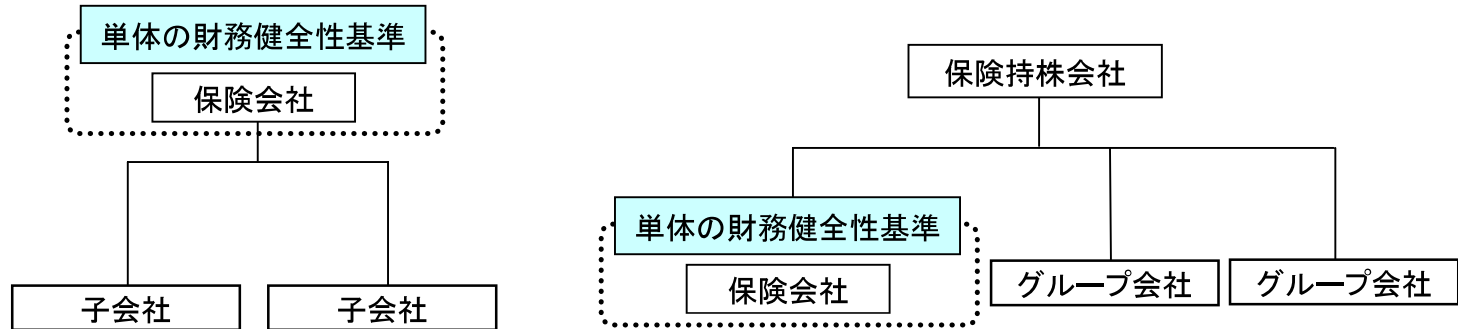 単体の財務健全性基準
保険会社
子会社
子会社
保険持株会社
単体の財務健全性基準
保険会社
グループ会社
グループ会社